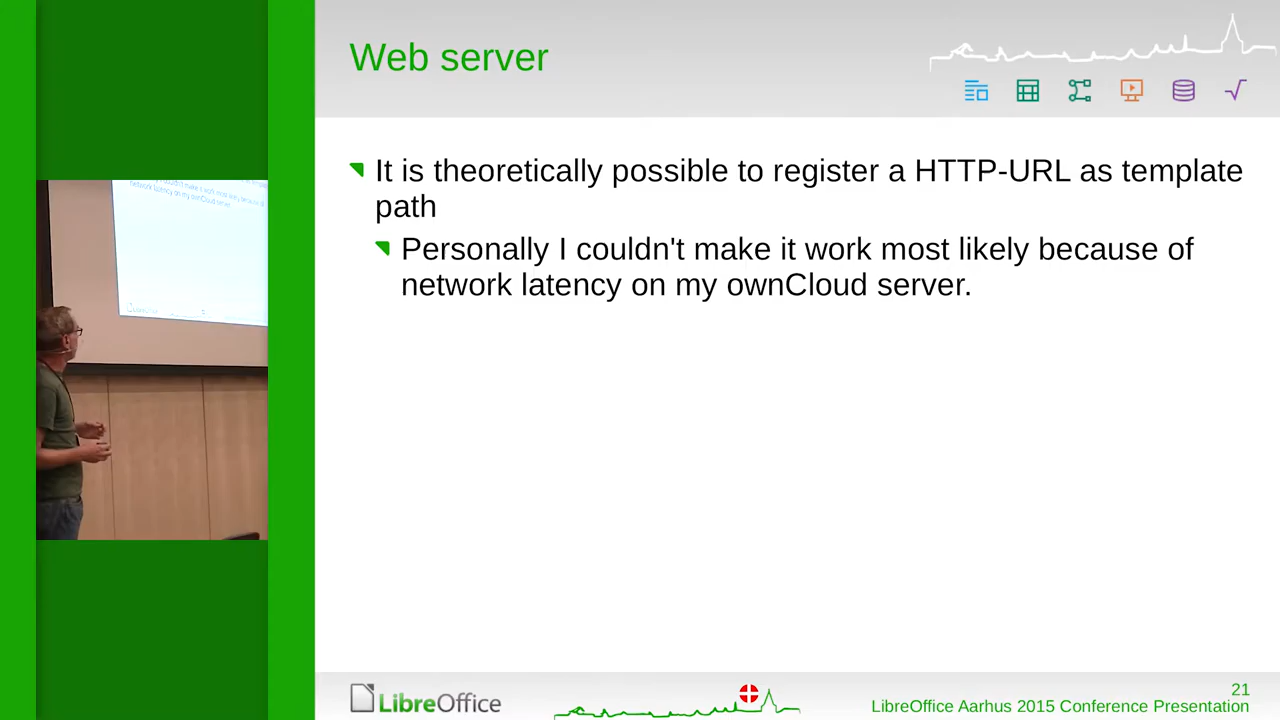 Web server
It is theoretically possible to register a HTTP-URL as template
path
Personally I couldn't make it work most likely because of
network latency on my ownCloud server.
LibreOffice
21
LibreOffice Aarhus 2015 Conference Presentation